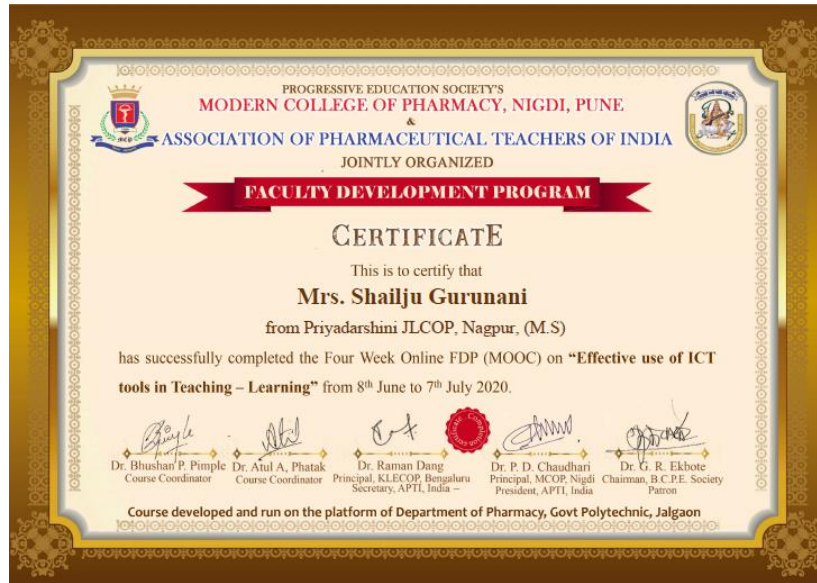 PROGRESSIVE EDUCATION SOCIETY'S
MODERN COLLEGE OF PHARMACY, NIGDI, PUNE
&
ASSOCIATION OF PHARMACEUTICAL TEACHERS OF INDIA
JOINTLY ORGANIZED
FACULTY DEVELOPMENT PROGRAM
CERTIFICATE
This is to certify that
Mrs. Shailju Gurunani
from Priyadarshini JLCOP, Nagpur, (M.S)
has successfully completed the Four Week Online FDP (MOOC) on “Effective use of ICT
tools in Teaching – Learning” from 8th June to 7th July 2020.
Dr. Bhushan P. Pimple
Course Coordinator
Dr. Atul A, Phatak
Course Coordinator
Dr. Raman Dang
Principal, KLECOP, Bengaluru
Secretary, APTI, India –
Dr. P. D. Chaudhari
Principal, MCOP, Nigdi
President, APTI, India
Dr. G. R. Ekbote
Chairman, B.C.P.E. Society
Patron
Course developed and run on the platform of Department of Pharmacy, Govt Polytechnic, Jalgaon